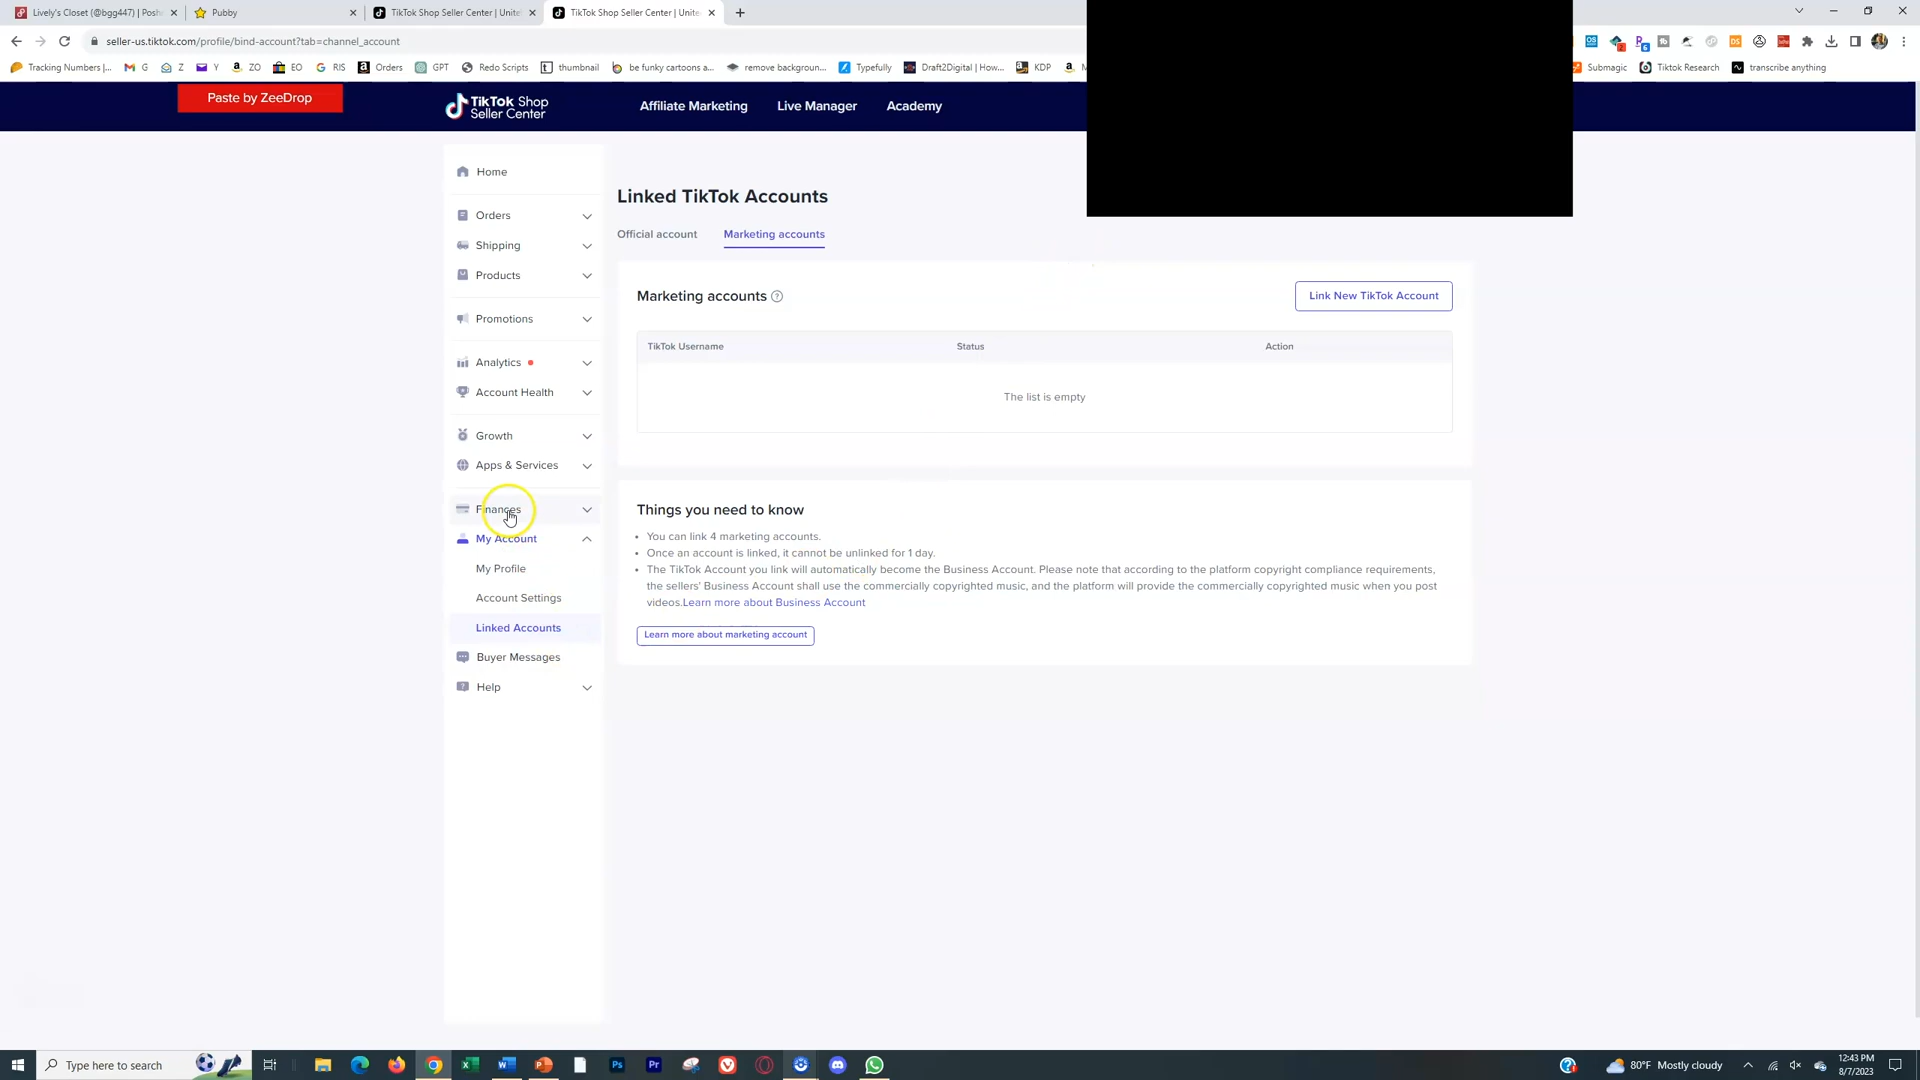 Lively's Closet (@bgg447) | Posh
Pubby
TikTok Shop Seller Center | Unite
TikTok Shop Seller Center | Unite
seller-us.tiktok.com/profile/bind-account?tab=channel_account
Tracking Numbers |... G Z Y ZO EO RIS Orders GPT Redo Scripts thumbnail be funky cartoons a... remove backgroun... Typefully Draft2Digital | How... KDP Submagic Tiktok Research transcribe anything
Paste by ZeeDrop
TikTok Shop
Seller Center
Affiliate Marketing
Live Manager
Academy
Home
Orders
Shipping
Products
Promotions
Analytics
Account Health
Growth
Apps & Services
Finances
My Account
My Profile
Account Settings
Linked Accounts
Buyer Messages
Help
Linked TikTok Accounts
Official account
Marketing accounts
Marketing accounts
Link New TikTok Account
TikTok Username Status Action
The list is empty
Things you need to know
You can link 4 marketing accounts.
Once an account is linked, it cannot be unlinked for 1 day.
The TikTok Account you link will automatically become the Business Account. Please note that according to the platform copyright compliance requirements,
the sellers' Business Account shall use the commercially copyrighted music, and the platform will provide the commercially copyrighted music when you post
videos.Learn more about Business Account
Learn more about marketing account
Type here to search
80°F Mostly cloudy
12:43 PM
8/7/2023